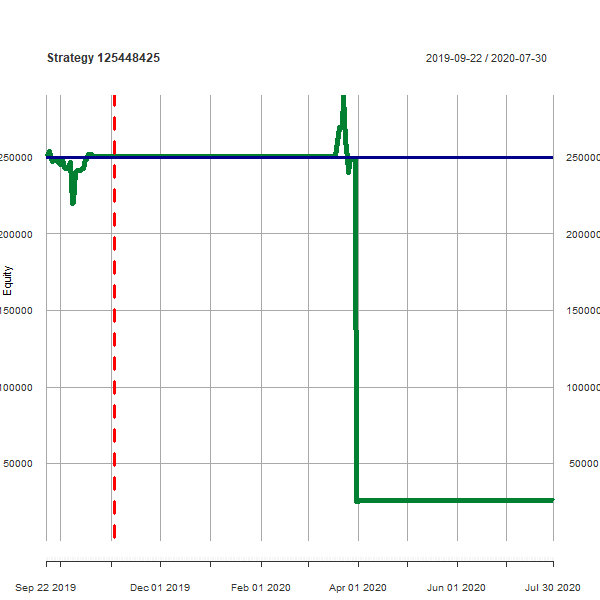 Strategy 125448425
2019-09-22 / 2020-07-30
250000
250000
200000
200000
Equity
150000
150000
100000
100000
50000
50000
Sep 22 2019
Dec 01 2019
Feb 01 2020
Apr 01 2020
Jun 01 2020
Jul 30 2020